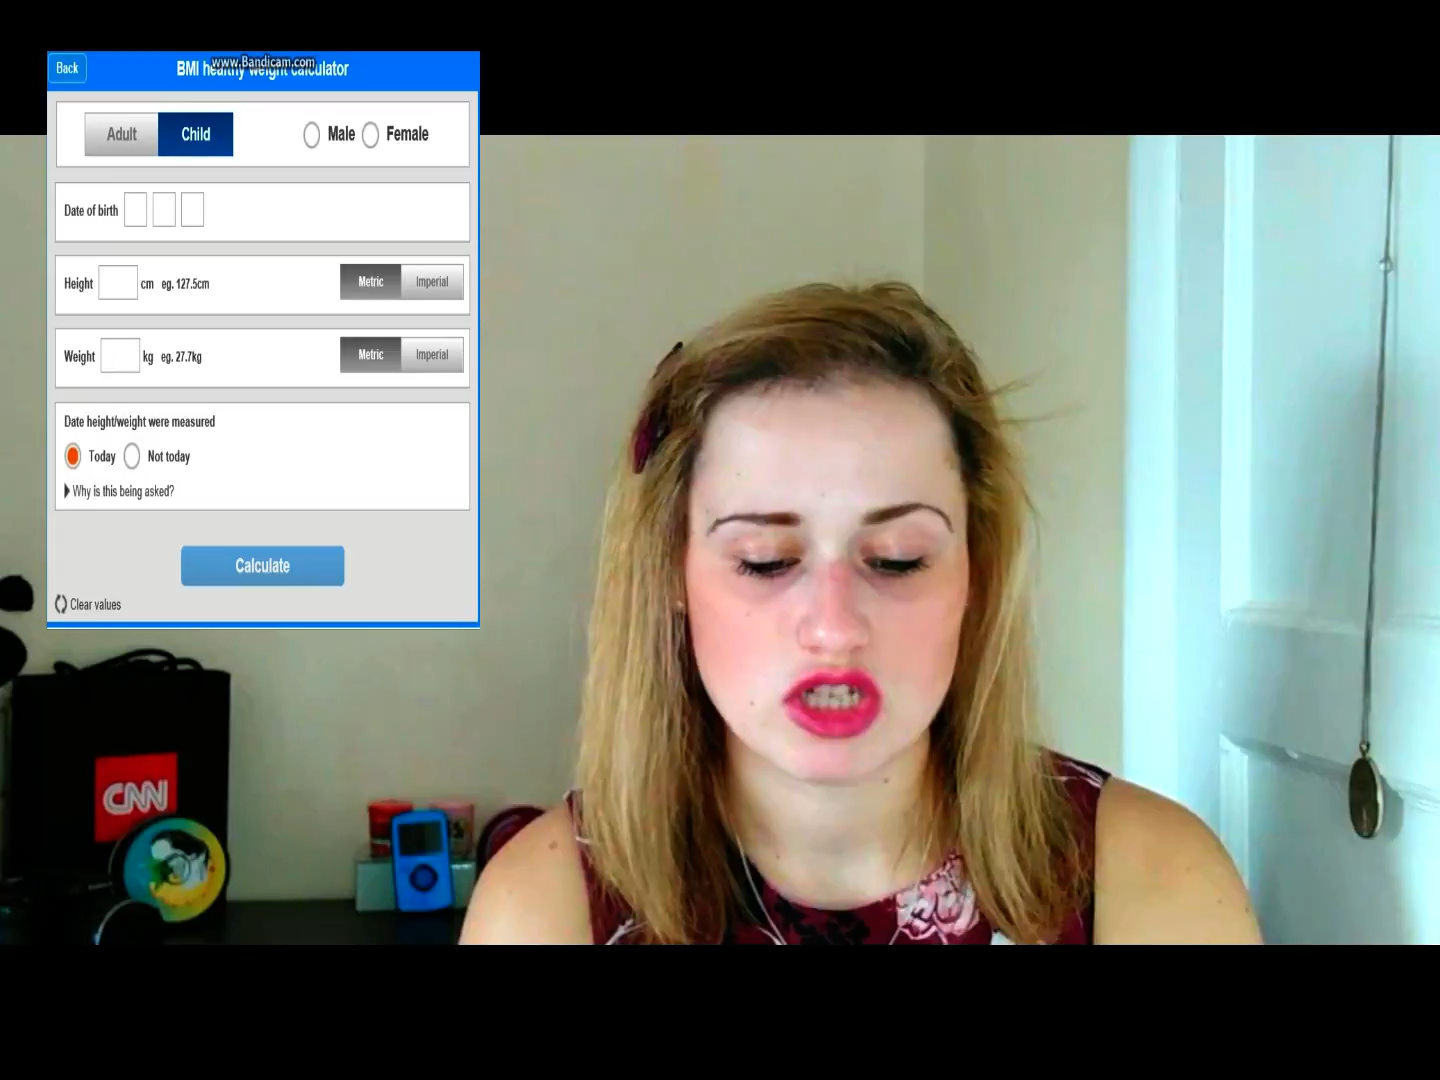 Back
www.Bandicam.com
BMI healthy weight calculator
Adult Child Male Female
Date of birth
Height cm eg. 127.5cm Metric Imperial
Weight kg eg. 27.7kg Metric Imperial
Date height/weight were measured
Today Not today
Why is this being asked?
Calculate
Clear values
CNN